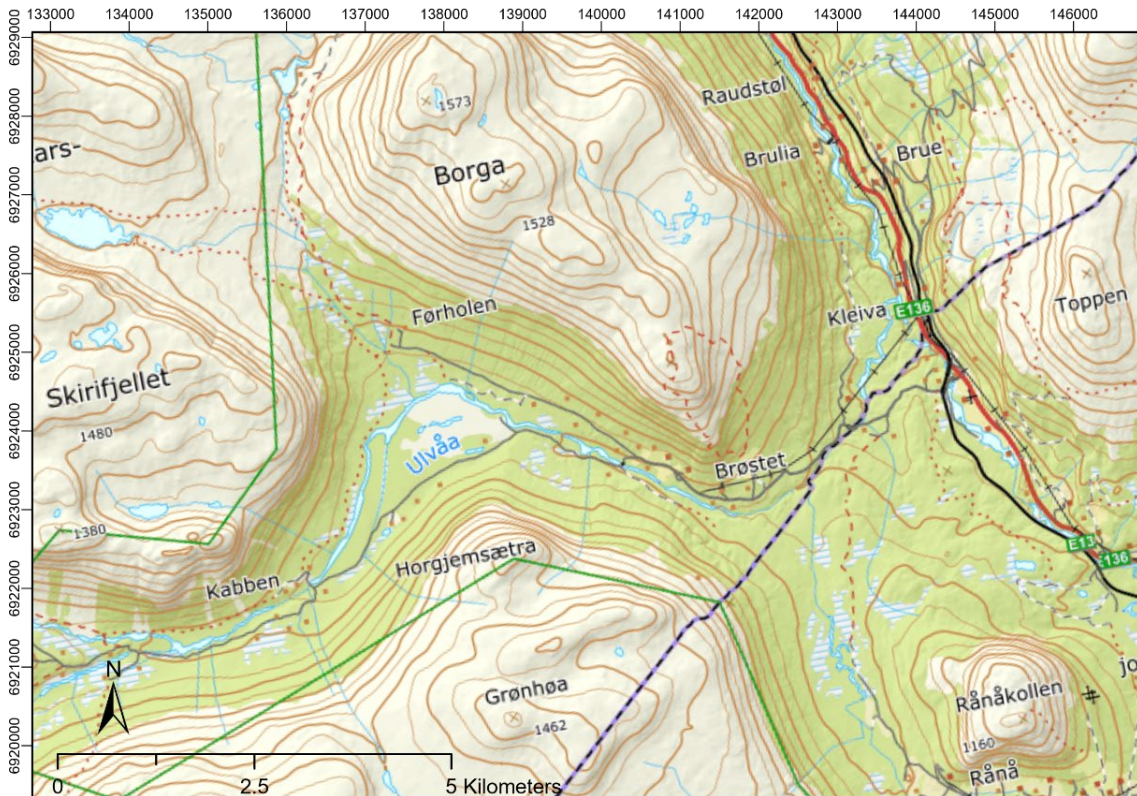 133000 134000 135000 136000 137000 138000 139000 140000 141000 142000 143000 144000 145000 146000
6929000
6928000
6927000
6926000
6925000
6924000
6923000
6922000
6921000
6920000
1573
Raudstøl
ars-
Brulia
Brue
Borga
1528
Førholen
Kleiva
E136
Toppen
Skirifjellet
1480
Ulvåa
Brøstet
1380
Horgjemsætra
E13
E136
Kabben
N
Grønhøa
1462
Rånåkollen
jo
1160
Rånå
0 2.5 5 Kilometers